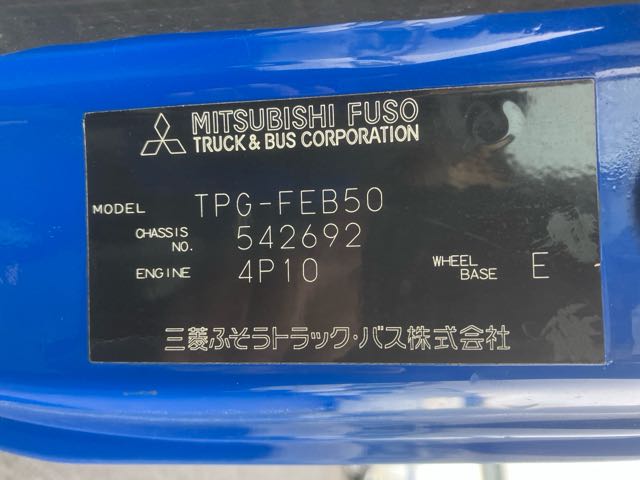 MITSUBISHI FUSO
TRUCK & BUS CORPORATION
MODEL TPG-FEB50
CHASSIS NO. 542692
ENGINE 4P10 WHEEL BASE E
三菱ふそうトラック・バス株式会社